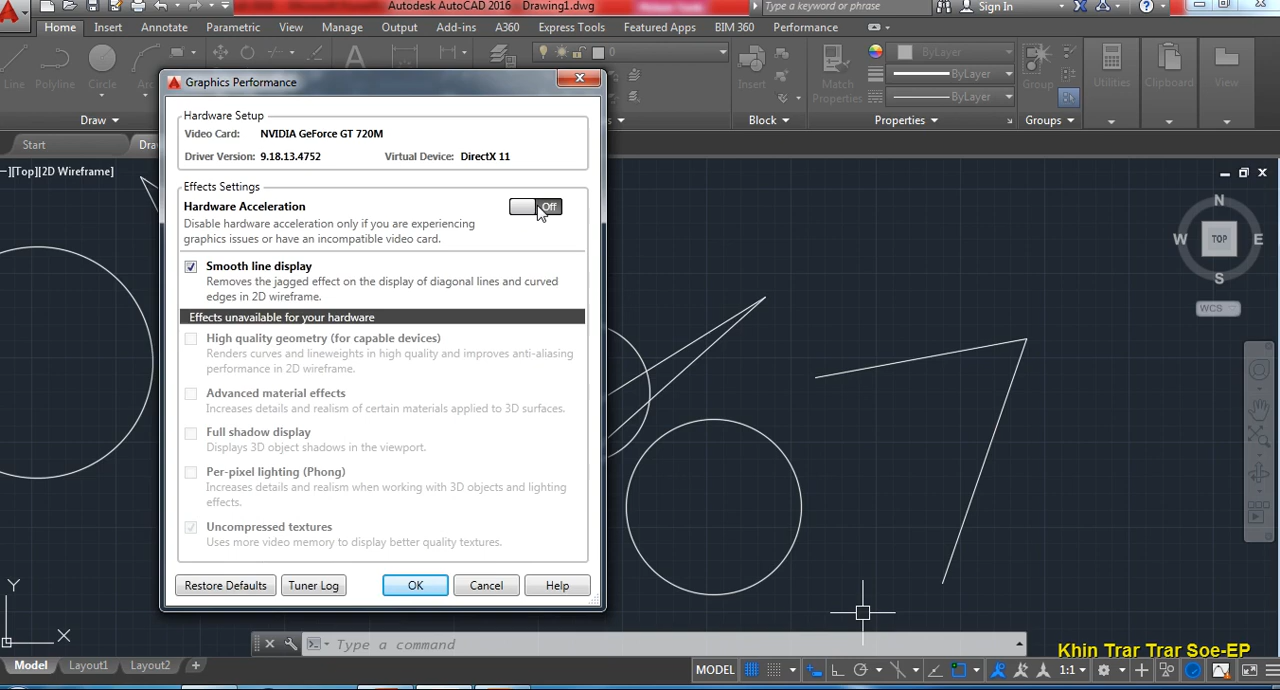 Autodesk AutoCAD 2016 Drawing1.dwg
Type a keyword or phrase
Sign In
Home Insert Annotate Parametric View Manage Output Add-ins A360 Express Tools Featured Apps BIM 360 Performance
Line Polyline Circle Arc
0
Insert
Match
Properties
ByLayer
ByLayer
ByLayer
Group
Utilities
Clipboard
View
Draw
Block
Properties
Groups
Start
Graphics Performance
Hardware Setup
Video Card: NVIDIA GeForce GT 720M
Driver Version: 9.18.13.4752 Virtual Device: DirectX 11
Effects Settings
Hardware Acceleration Off
Disable hardware acceleration only if you are experiencing
graphics issues or have an incompatible video card.
Smooth line display
Removes the jagged effect on the display of diagonal lines and curved
edges in 2D wireframe.
Effects unavailable for your hardware
High quality geometry (for capable devices)
Renders curves and lineweights in high quality and improves anti-aliasing
performance in 2D wireframe.
Advanced material effects
Increases details and realism of certain materials applied to 3D surfaces.
Full shadow display
Displays 3D object shadows in the viewport.
Per-pixel lighting (Phong)
Increases details and realism when working with 3D objects and lighting
effects.
Uncompressed textures
Uses more video memory to display better quality textures.
Restore Defaults Tuner Log OK Cancel Help
–][Top][2D Wireframe]
N
W TOP E
S
WCS
Y
X
Type a command
Khin Trar Trar Soe-EP
Model Layout1 Layout2 +
MODEL 1:1